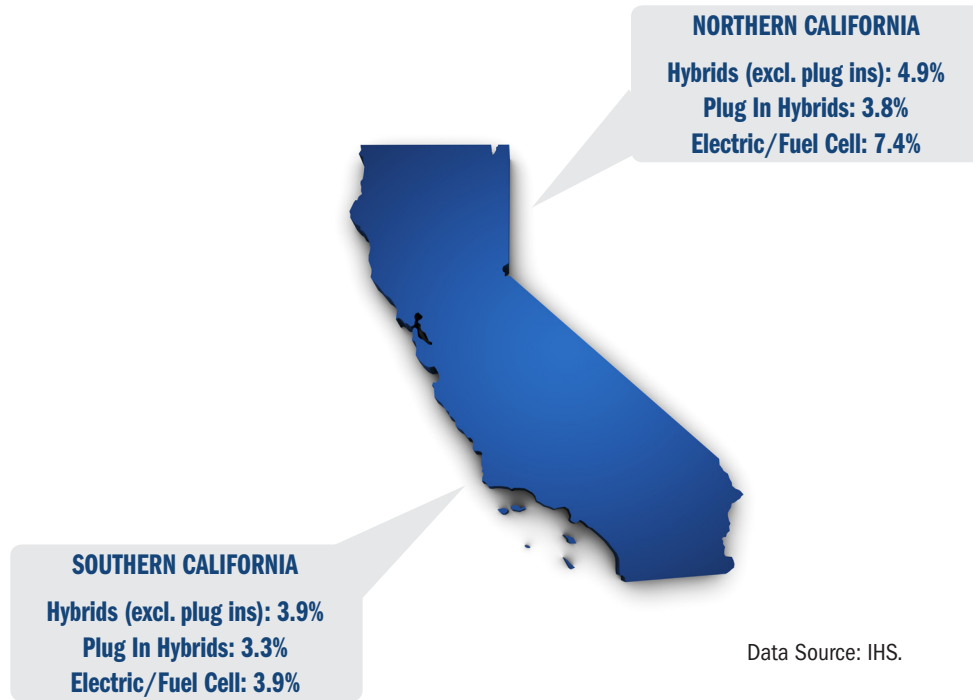 NORTHERN CALIFORNIA
Hybrids (excl. plug ins): 4.9%
Plug In Hybrids: 3.8%
Electric/Fuel Cell: 7.4%
SOUTHERN CALIFORNIA
Hybrids (excl. plug ins): 3.9%
Plug In Hybrids: 3.3%
Electric/Fuel Cell: 3.9%
Data Source: IHS.